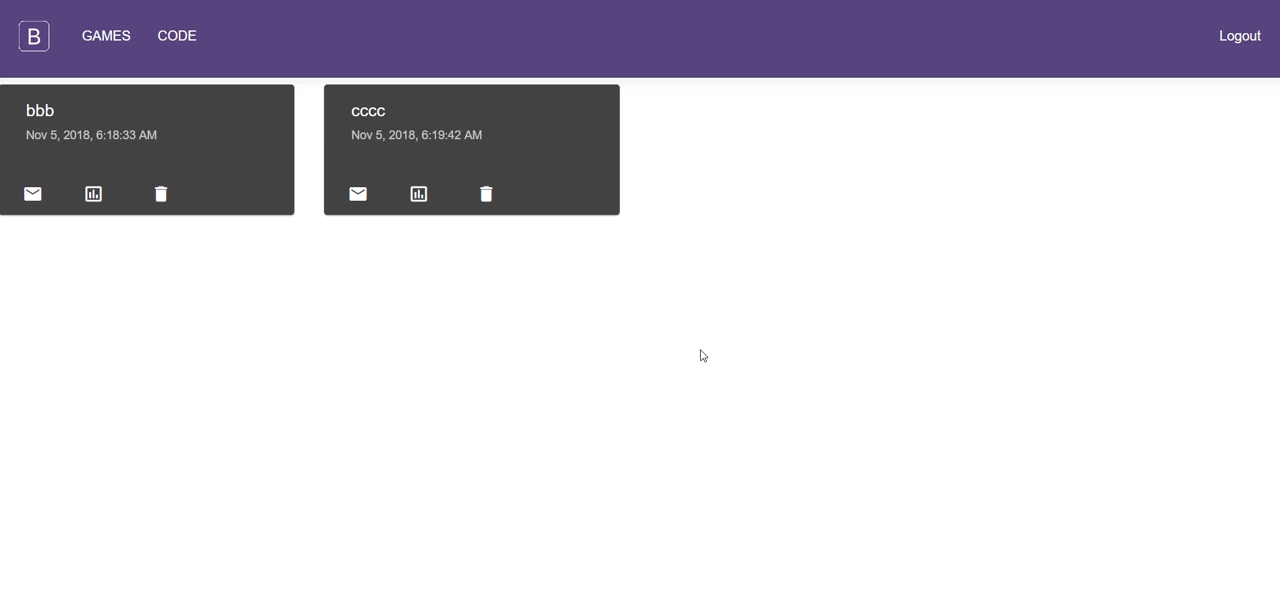 B GAMES CODE Logout
bbb
Nov 5, 2018, 6:18:33 AM
cccc
Nov 5, 2018, 6:19:42 AM